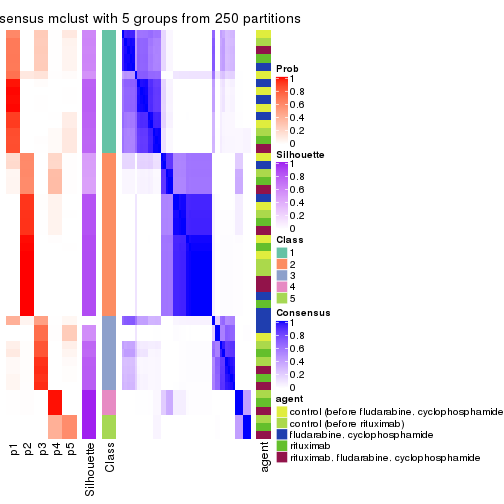 sensus mclust with 5 groups from 250 partitions
Prob
1
0.8
0.6
0.4
0.2
0
Silhouette
1
0.8
0.6
0.4
0.2
0
Class
1
2
3
4
5
Consensus
1
0.8
0.6
0.4
0.2
0
agent
control (before fludarabine. cyclophosphamide
control (before rituximab)
fludarabine. cyclophosphamide
rituximab
rituximab. fludarabine. cyclophosphamide
p1
p2
p3
p4
p5
Silhouette
Class
agent